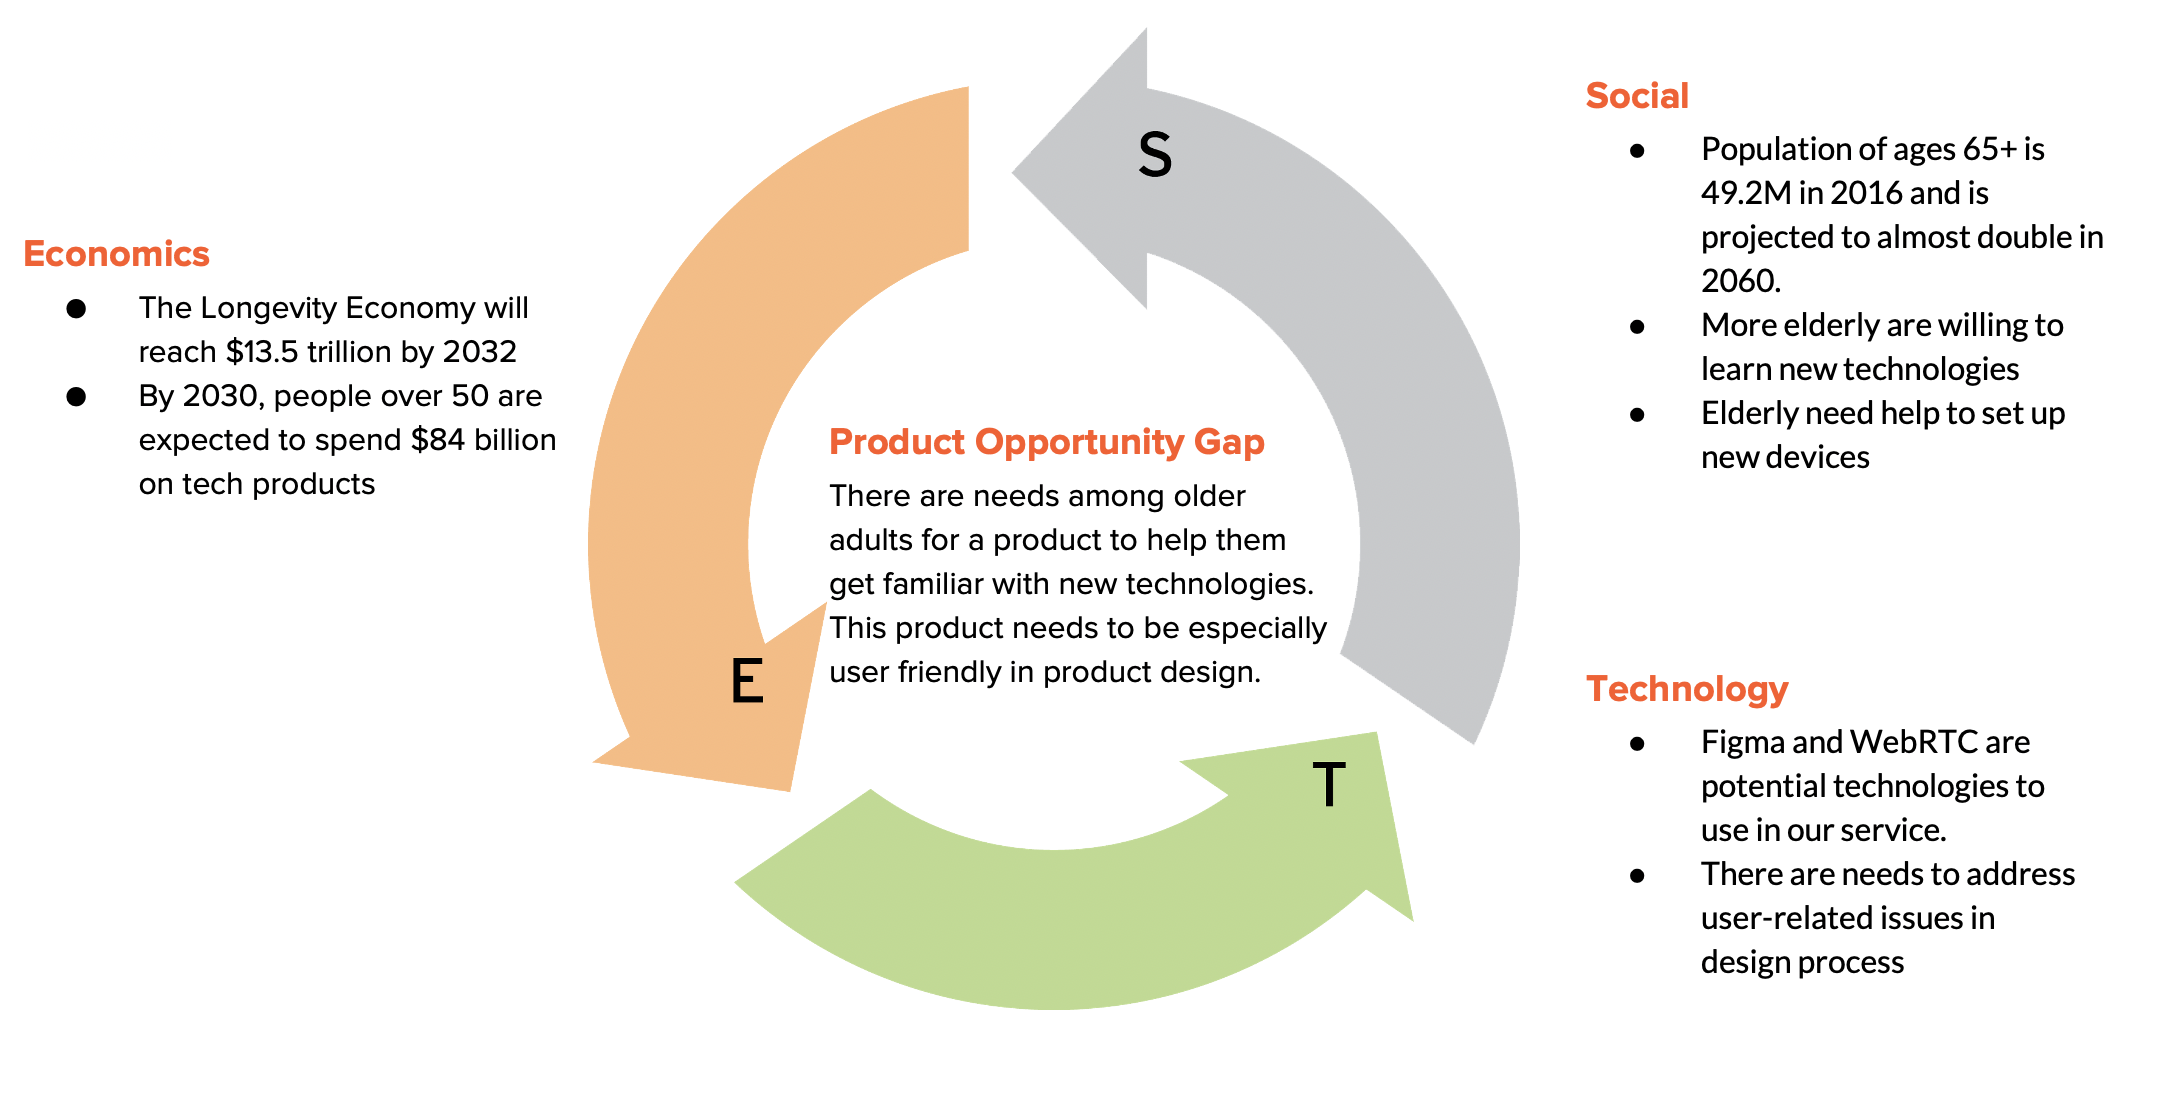 Economics
● The Longevity Economy will
reach $13.5 trillion by 2032
● By 2030, people over 50 are
expected to spend $84 billion
on tech products
S
E
T
Product Opportunity Gap
There are needs among older
adults for a product to help them
get familiar with new technologies.
This product needs to be especially
user friendly in product design.
Social
● Population of ages 65+ is
49.2M in 2016 and is
projected to almost double in
2060.
● More elderly are willing to
learn new technologies
● Elderly need help to set up
new devices
Technology
● Figma and WebRTC are
potential technologies to
use in our service.
● There are needs to address
user-related issues in
design process